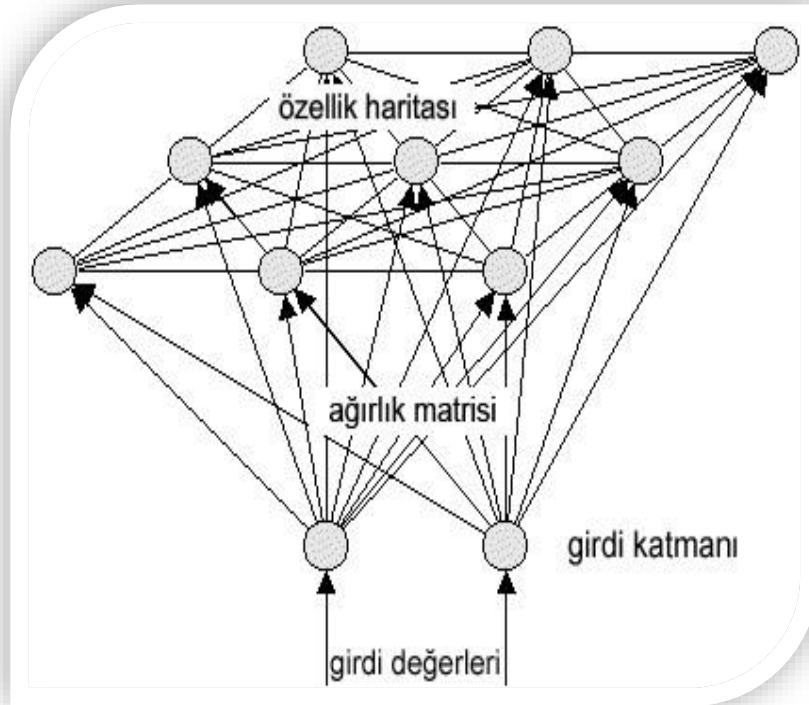 özellik haritası
ağırlık matrisi
girdi katmanı
girdi değerleri